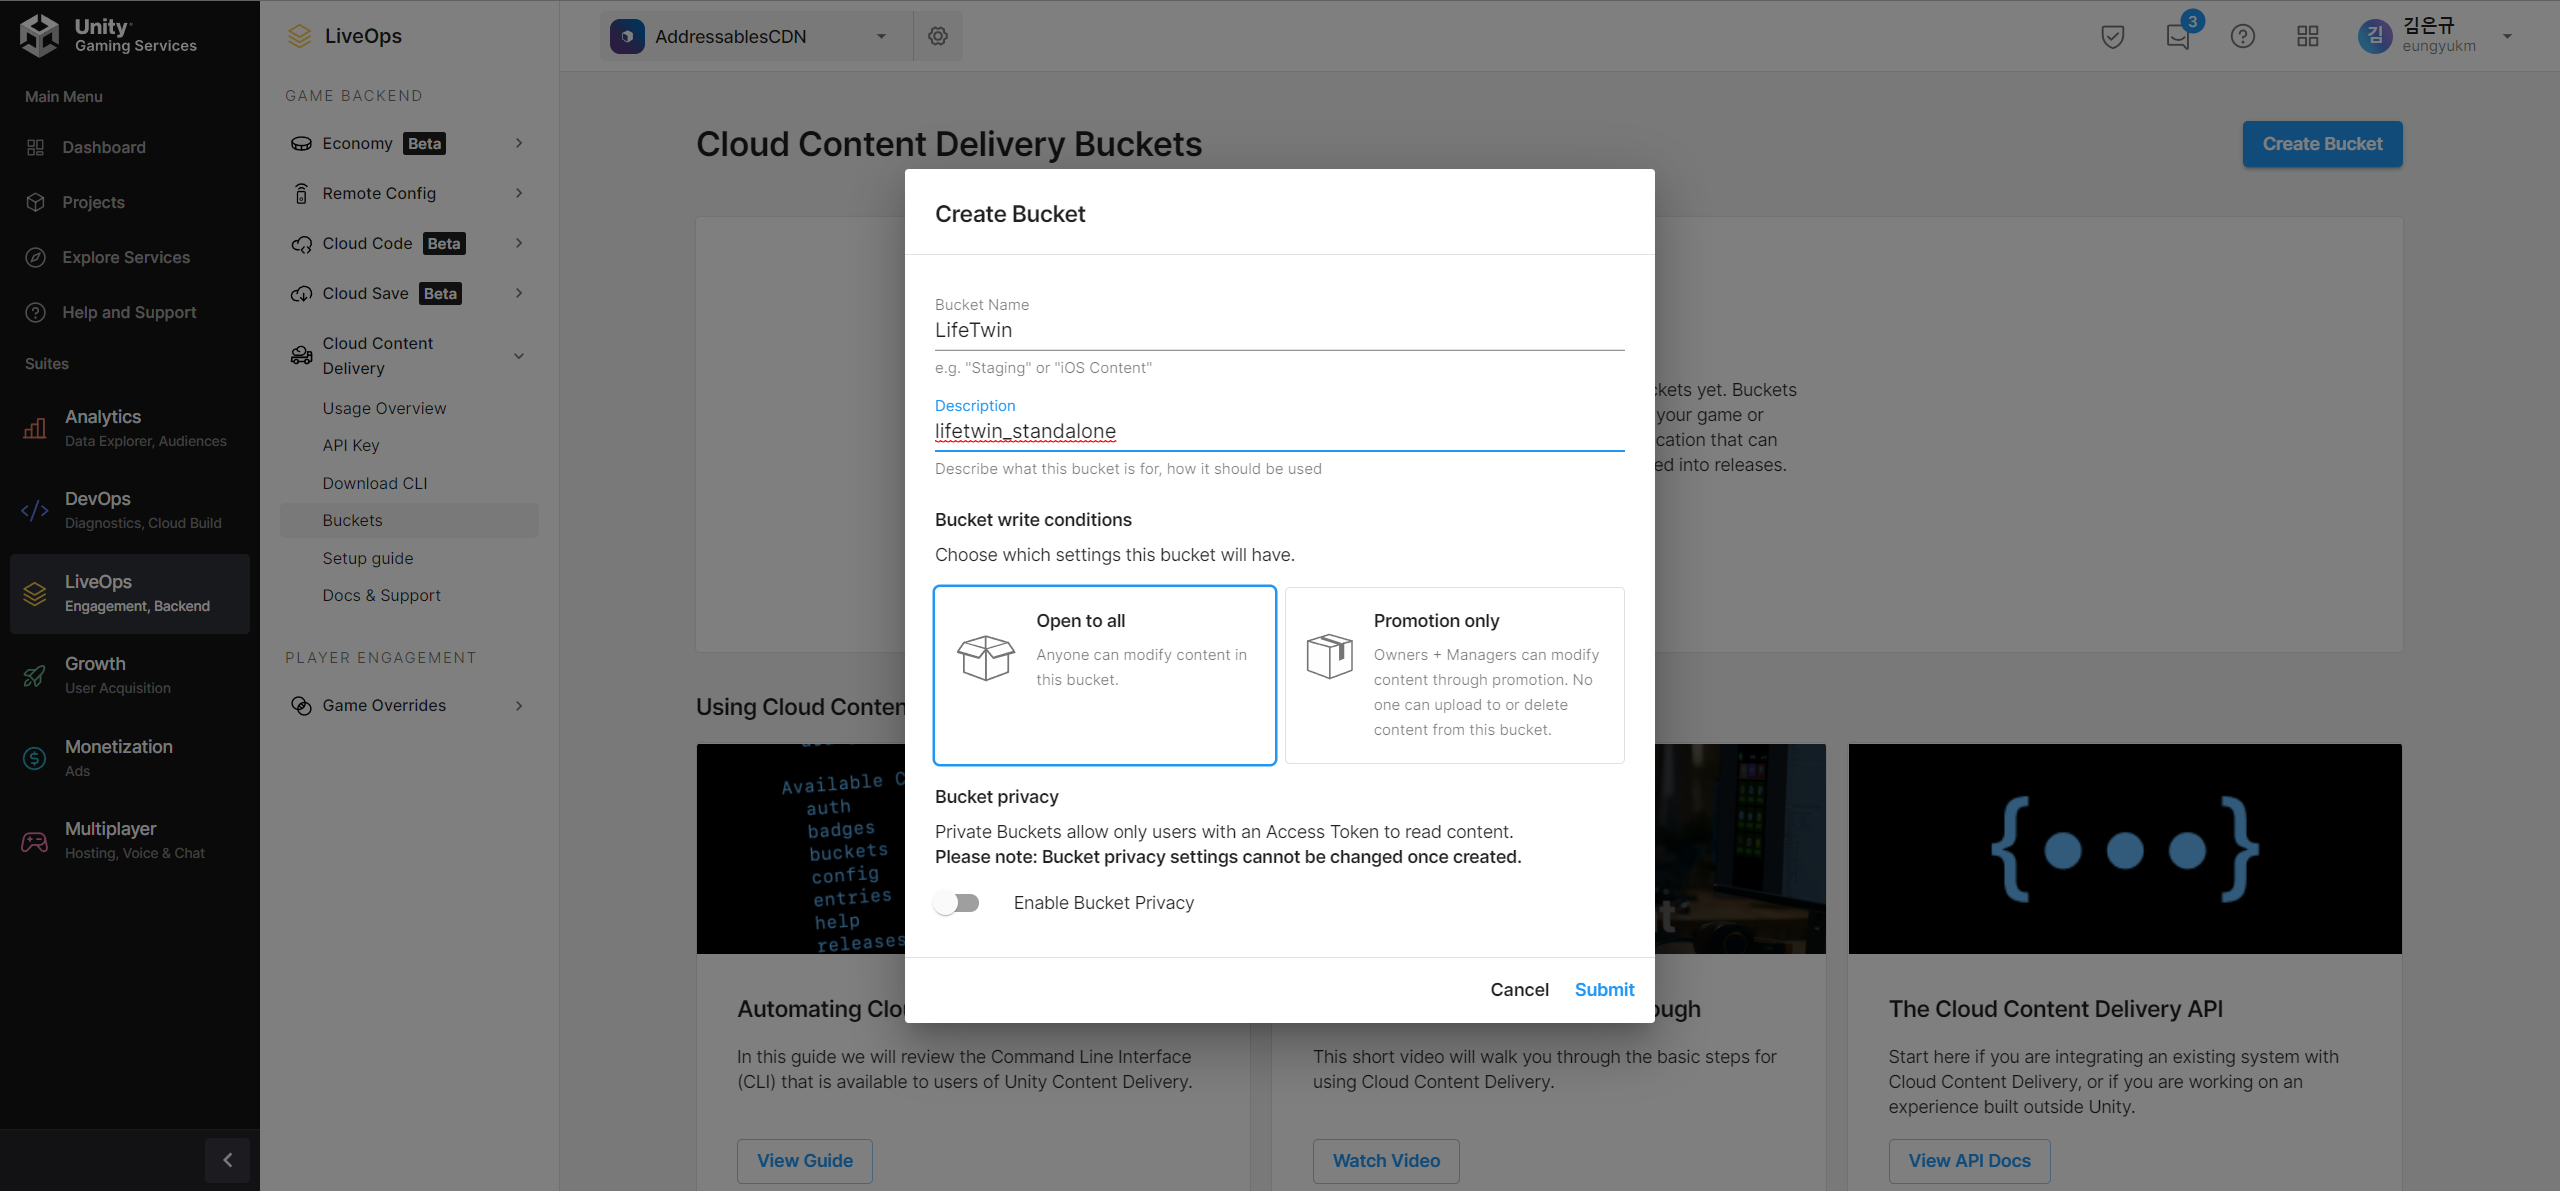 Unity
Gaming Services
Main Menu
Dashboard
Projects
Explore Services
Help and Support
Suites
Analytics
Data Explorer, Audiences
DevOps
Diagnostics, Cloud Build
LiveOps
Engagement, Backend
Growth
User Acquisition
Monetization
Ads
Multiplayer
Hosting, Voice & Chat
LiveOps
GAME BACKEND
Economy Beta
Remote Config
Cloud Code Beta
Cloud Save Beta
Cloud Content
Delivery
Usage Overview
API Key
Download CLI
Buckets
Setup guide
Docs & Support
PLAYER ENGAGEMENT
Game Overrides
AddressablesCDN
3
김
김은규
eungyukm
Cloud Content Delivery Buckets
Create Bucket
Create Bucket
Bucket Name
LifeTwin
e.g. "Staging" or "iOS Content"
Description
lifetwin_standalone
Describe what this bucket is for, how it should be used
Bucket write conditions
Choose which settings this bucket will have.
Open to all
Anyone can modify content in
this bucket.
Promotion only
Owners + Managers can modify
content through promotion. No
one can upload to or delete
content from this bucket.
Bucket privacy
Private Buckets allow only users with an Access Token to read content.
Please note: Bucket privacy settings cannot be changed once created.
Enable Bucket Privacy
Cancel
Submit
ckets yet. Buckets
your game or
cation that can
ed into releases.
Using Cloud Conten
Available C
auth
badges
buckets
config
entries
help
releases
{•••}
Automating Clo
In this guide we will review the Command Line Interface
(CLI) that is available to users of Unity Content Delivery.
View Guide
ough
This short video will walk you through the basic steps for
using Cloud Content Delivery.
Watch Video
The Cloud Content Delivery API
Start here if you are integrating an existing system with
Cloud Content Delivery, or if you are working on an
experience built outside Unity.
View API Docs